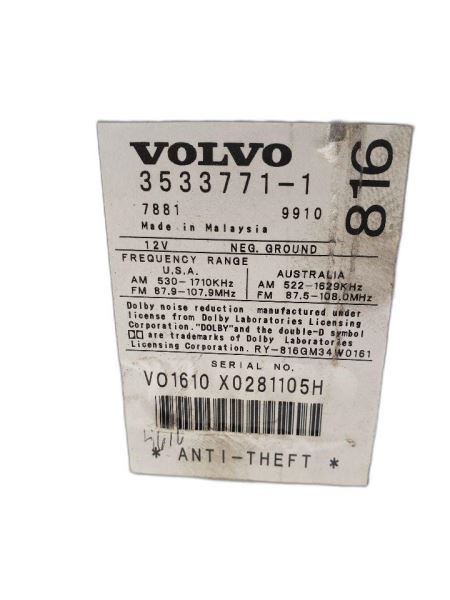 VOLVO
3533771-1
7881 9910
Made in Malaysia
816
12V NEG. GROUND
FREQUENCY RANGE
U.S.A. AUSTRALIA
AM 530-1710KHz AM 522-1629KHz
FM 87.9-107.9MHz FM 87.5-108.0MHz
Dolby noise reduction manufactured under
license from Dolby Laboratories Licensing
Corporation. "DOLBY" and the double-D symbol
are trademarks of Dolby Laboratories
Licensing Corporation. RY-816GM34W0161
SERIAL NO.
VO1610 X0281105H
* ANTI-THEFT *